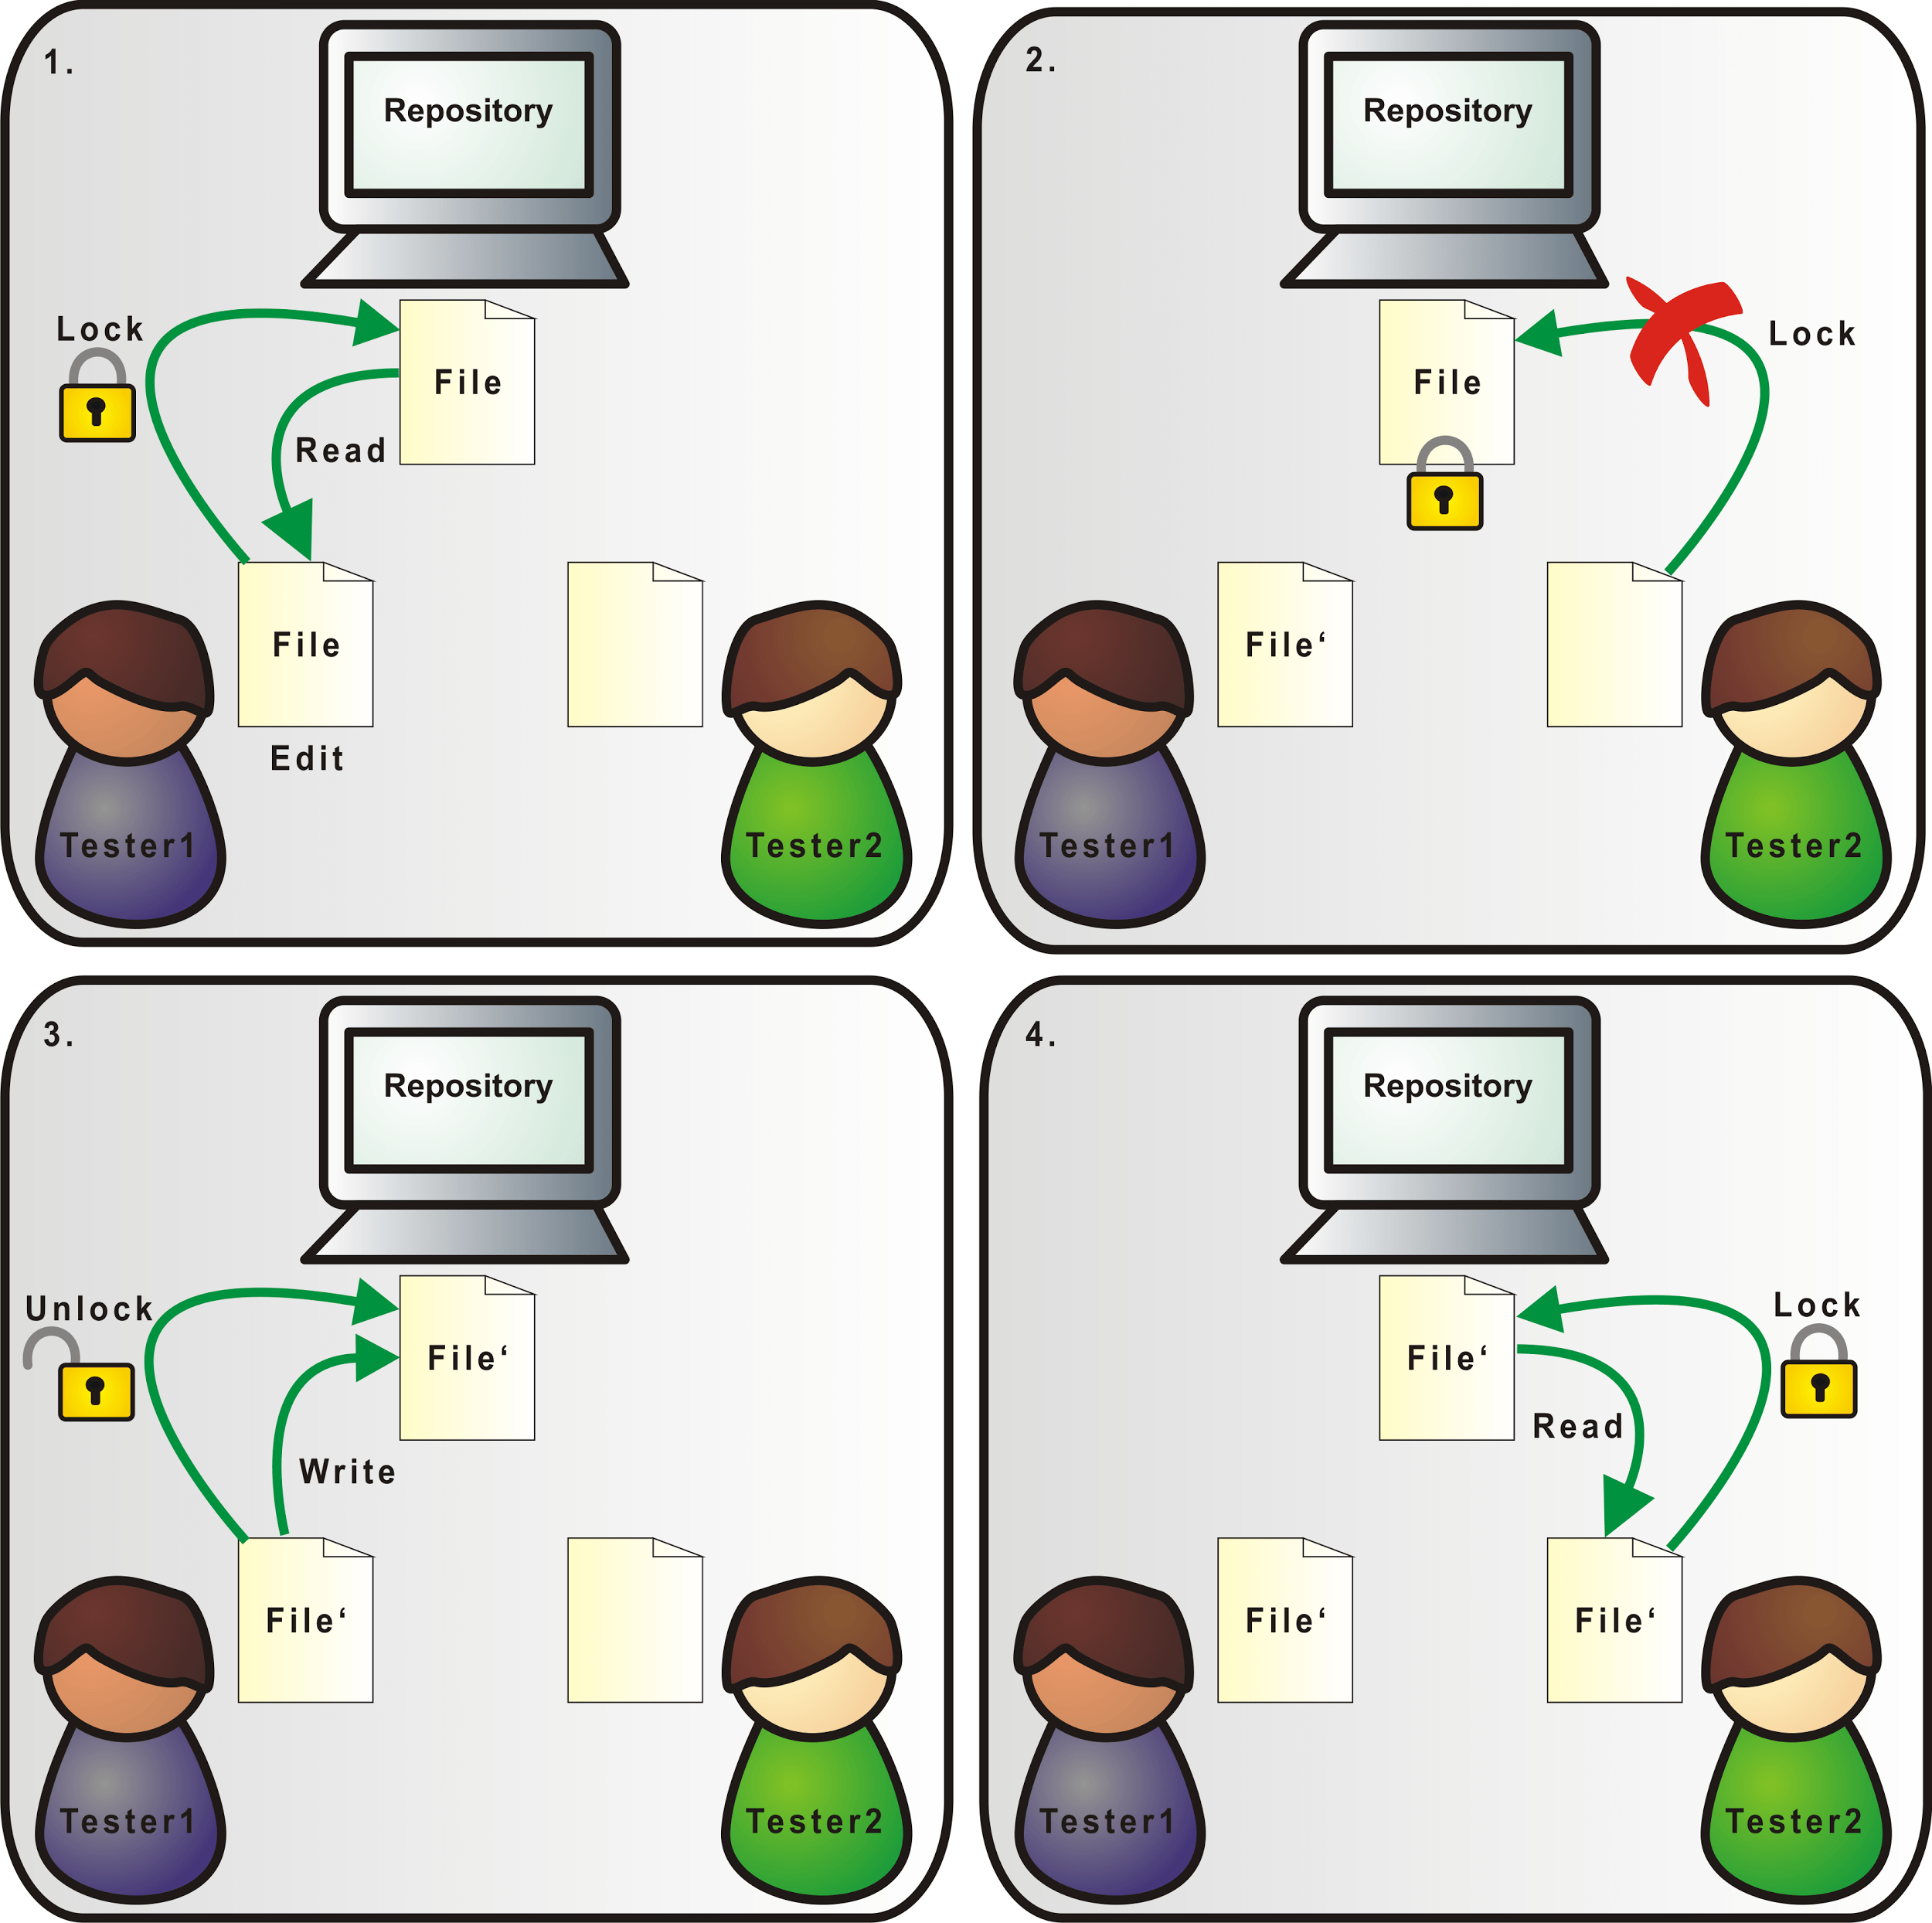 1.
Repository
Lock
File
Read
File
Edit
Tester1
Tester2
2.
Repository
Lock
File
File‘
Tester1
Tester2
3.
Repository
Unlock
File‘
Write
File‘
Tester1
Tester2
4.
Repository
Lock
File‘
Read
File‘
File‘
Tester1
Tester2